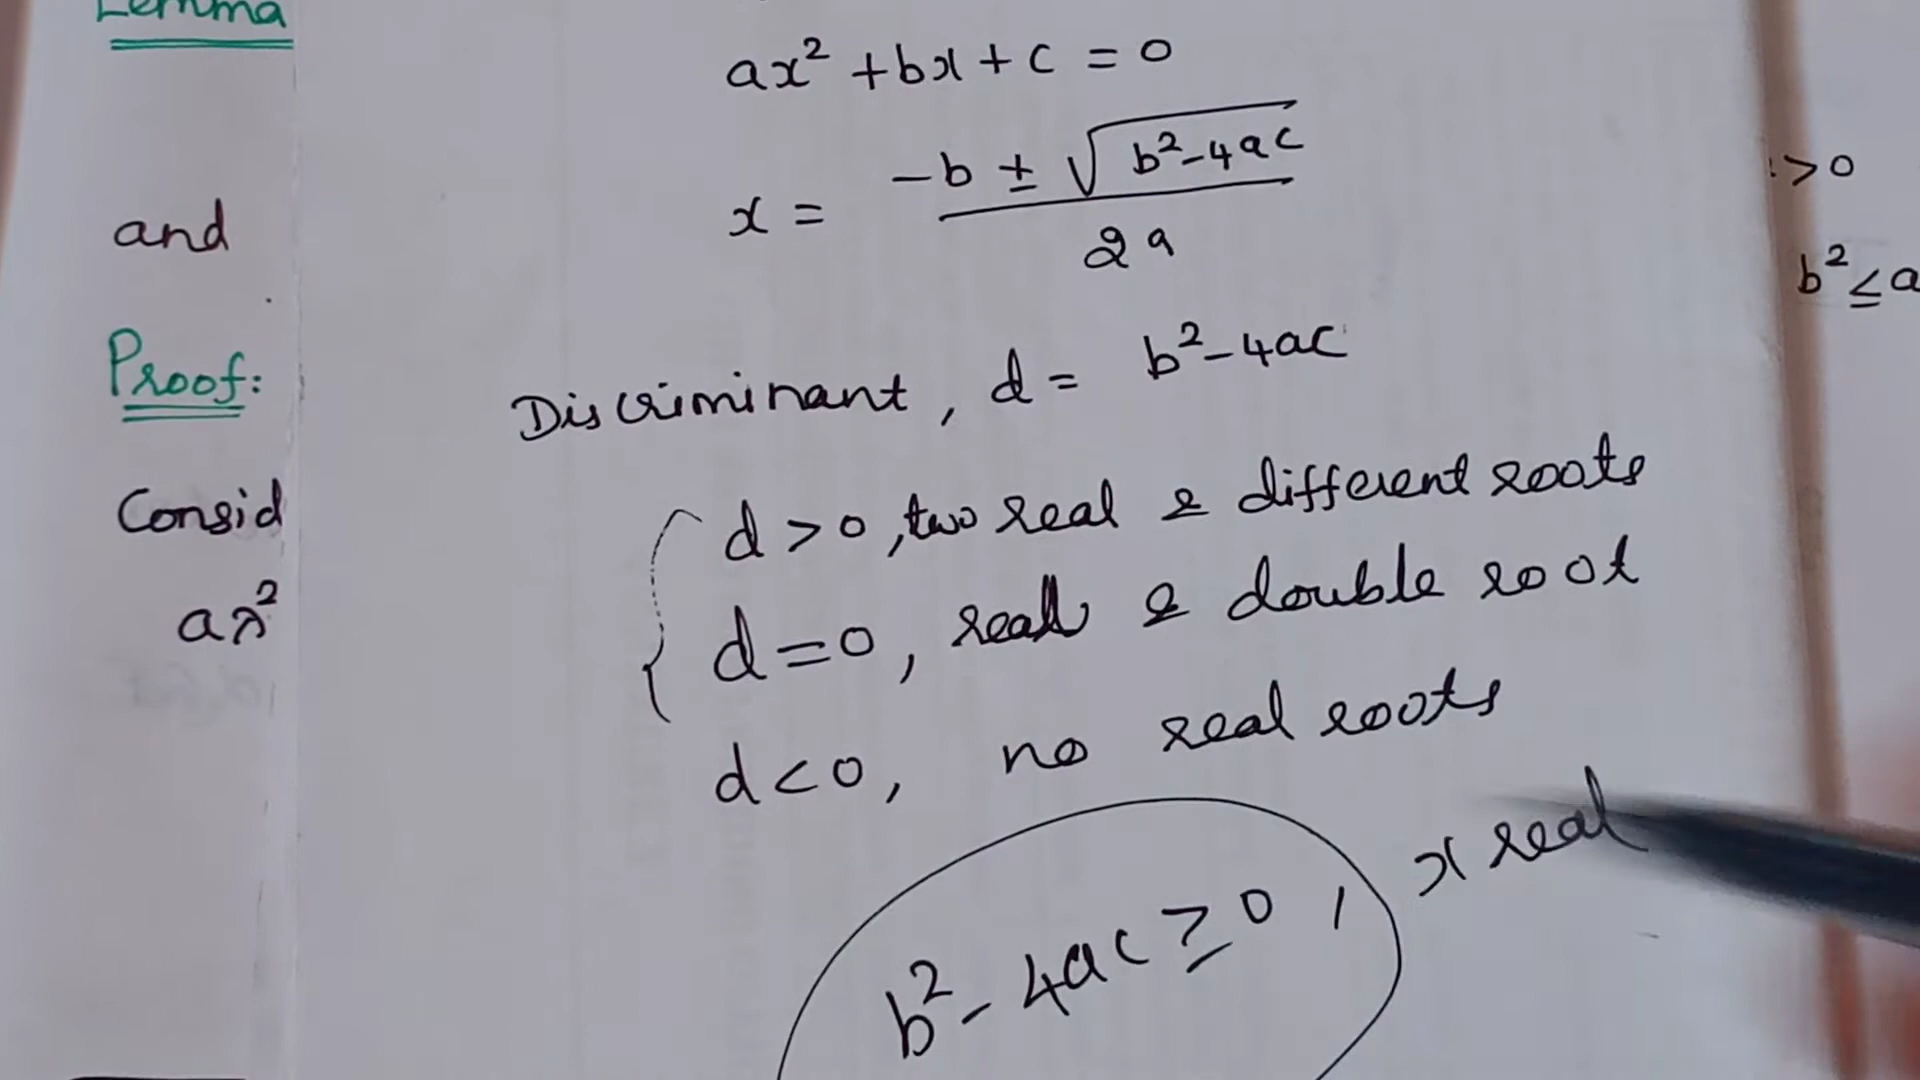 Lemma
ax² + bx + c = 0
x = (-b ± √(b²-4ac)) / 2a
>0
and
b² ≤ a
Proof:
Discriminant, d = b²-4ac
Consid
d > 0, two real & different roots
ax²
d = 0, real & double root
d < 0, no real roots
b² - 4ac ≥ 0, x real